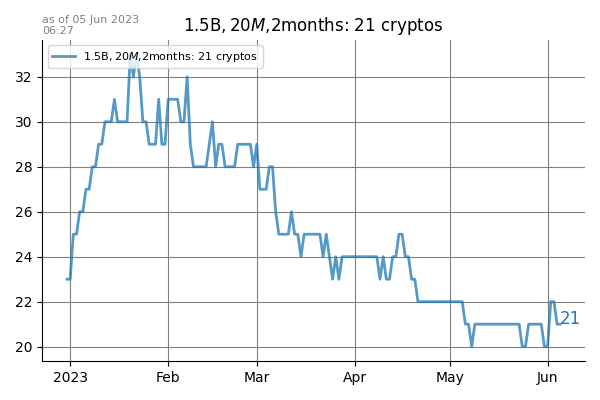 as of 05 Jun 2023
06:27
1.5B, 20M,2months: 21 cryptos
1.5B, 20M,2months: 21 cryptos
32
30
28
26
24
22
20
21
2023 Feb Mar Apr May Jun